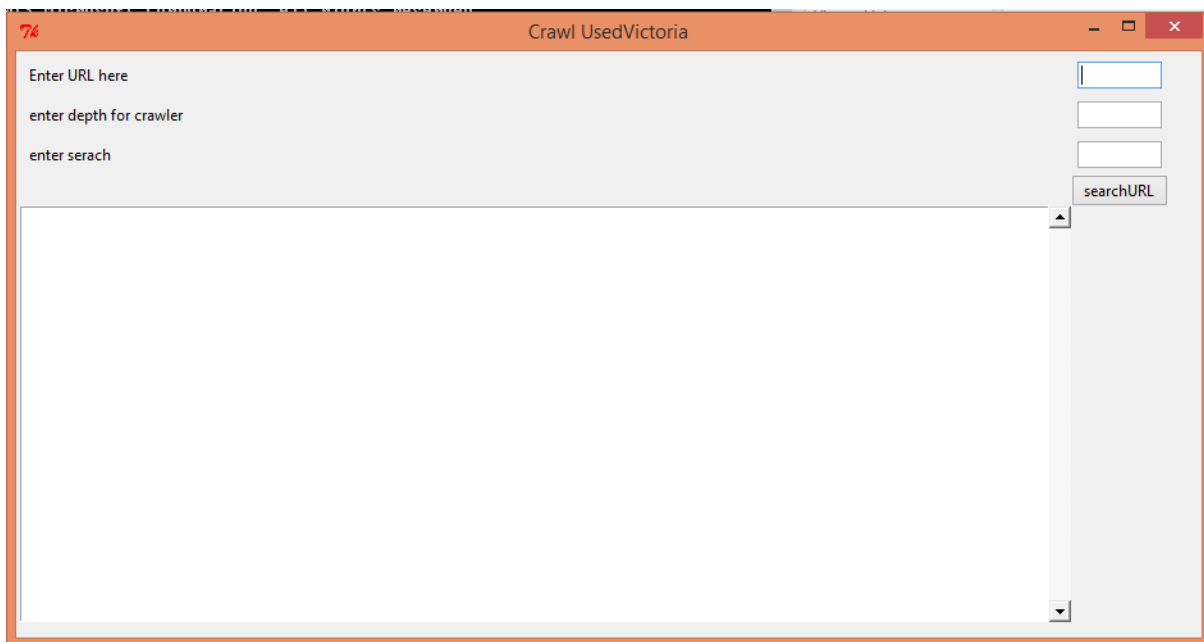 Crawl UsedVictoria
Enter URL here
enter depth for crawler
enter serach
searchURL